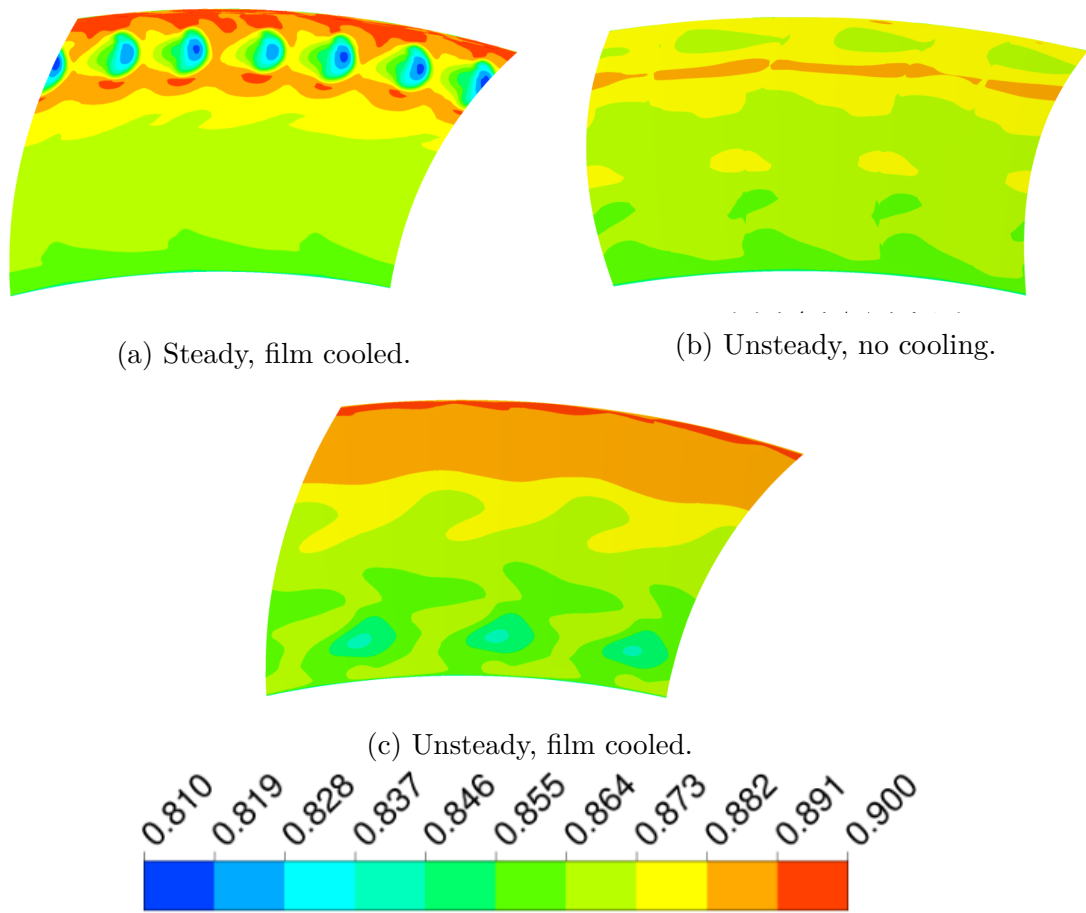 (a) Steady, film cooled.
(b) Unsteady, no cooling.
(c) Unsteady, film cooled.
0.810 0.819 0.828 0.837 0.846 0.855 0.864 0.873 0.882 0.891 0.900